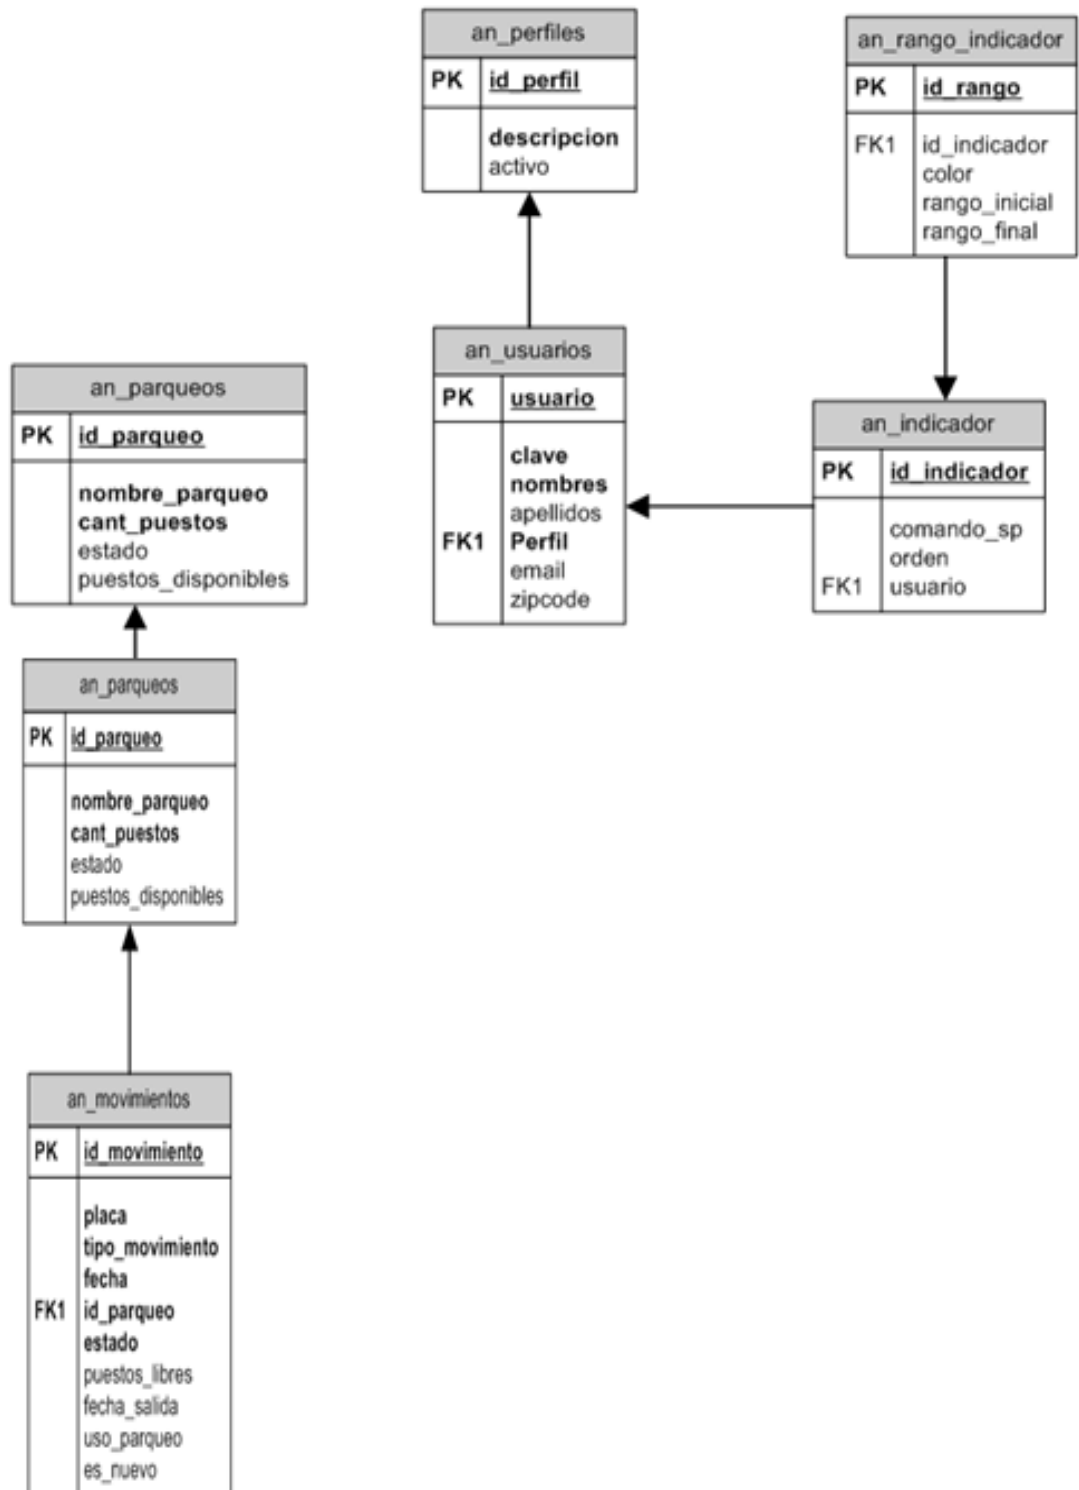 an_perfiles
PK id_perfil
descripcion
activo
an_rango_indicador
PK id_rango
FK1 id_indicador
color
rango_inicial
rango_final
an_usuarios
PK usuario
clave
nombres
apellidos
FK1 Perfil
email
zipcode
an_indicador
PK id_indicador
comando_sp
orden
FK1 usuario
an_parqueos
PK id_parqueo
nombre_parqueo
cant_puestos
estado
puestos_disponibles
an_parqueos
PK id_parqueo
nombre_parqueo
cant_puestos
estado
puestos_disponibles
an_movimientos
PK id_movimiento
placa
tipo_movimiento
fecha
FK1 id_parqueo
estado
puestos_libres
fecha_salida
uso_parqueo
es_nuevo